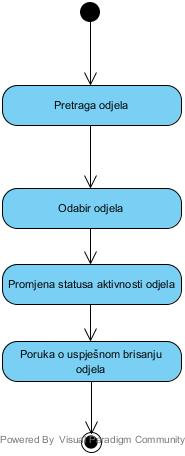 Pretraga odjela
Odabir odjela
Promjena statusa aktivnosti odjela
Poruka o uspješnom brisanju
odjela
Powered By Visual Paradigm Community